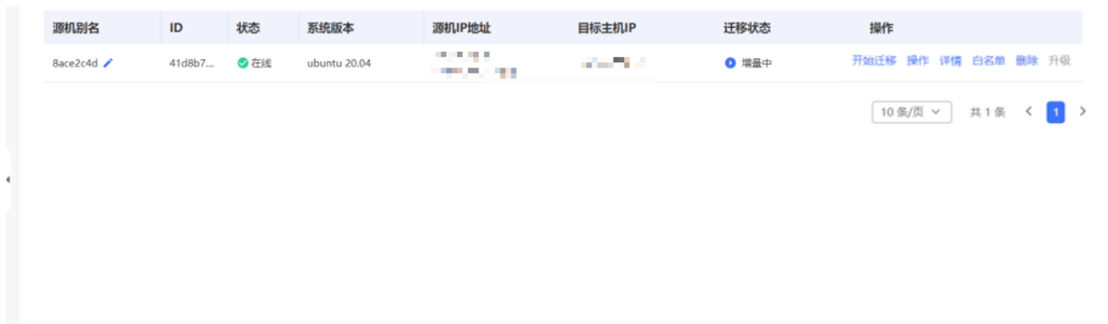 源机别名 ID 状态 系统版本 源机IP地址 目标主机IP 迁移状态 操作
8ace2c4d 41d8b7... 在线 ubuntu 20.04 增量中 开始迁移 操作 详情 白名单 删除 升级
10 条/页 共 1 条 1